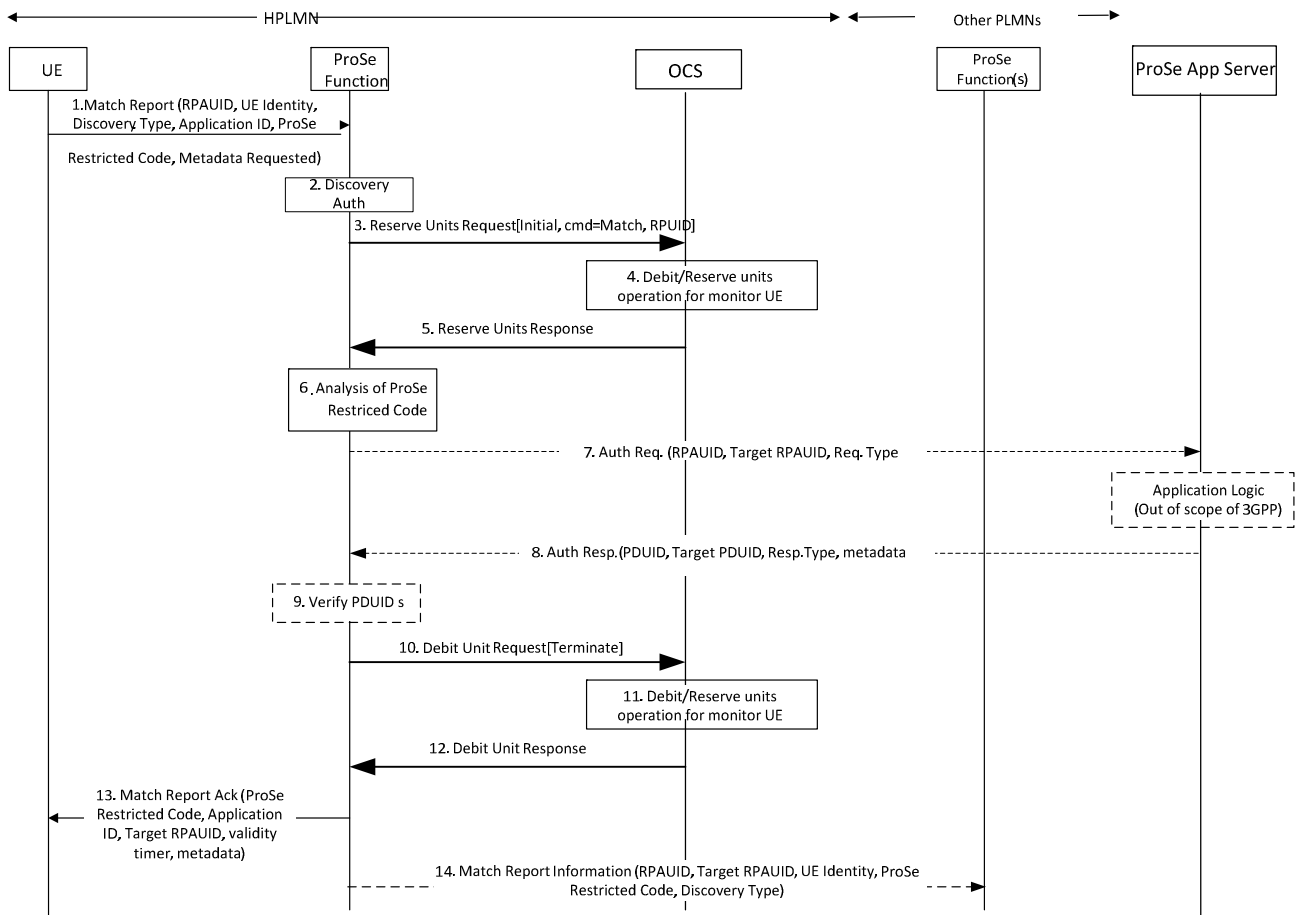 HPLMN
Other PLMNs
UE
ProSe
Function
OCS
ProSe
Function(s)
ProSe App Server
1.Match Report (RPAUID, UE Identity,
Discovery Type, Application ID, ProSe
Restricted Code, Metadata Requested)
2. Discovery
Auth
3. Reserve Units Request[Initial, cmd=Match, RPUID]
4. Debit/Reserve units
operation for monitor UE
5. Reserve Units Response
6. Analysis of ProSe
Restriced Code
7. Auth Req. (RPAUID, Target RPAUID, Req. Type
Application Logic
(Out of scope of 3GPP)
8. Auth Resp.(PDUID, Target PDUID, Resp.Type, metadata
9. Verify PDUID s
10. Debit Unit Request[Terminate]
11. Debit/Reserve units
operation for monitor UE
12. Debit Unit Response
13. Match Report Ack (ProSe
Restricted Code, Application
ID, Target RPAUID, validity
timer, metadata)
14. Match Report Information (RPAUID, Target RPAUID, UE Identity, ProSe
Restricted Code, Discovery Type)